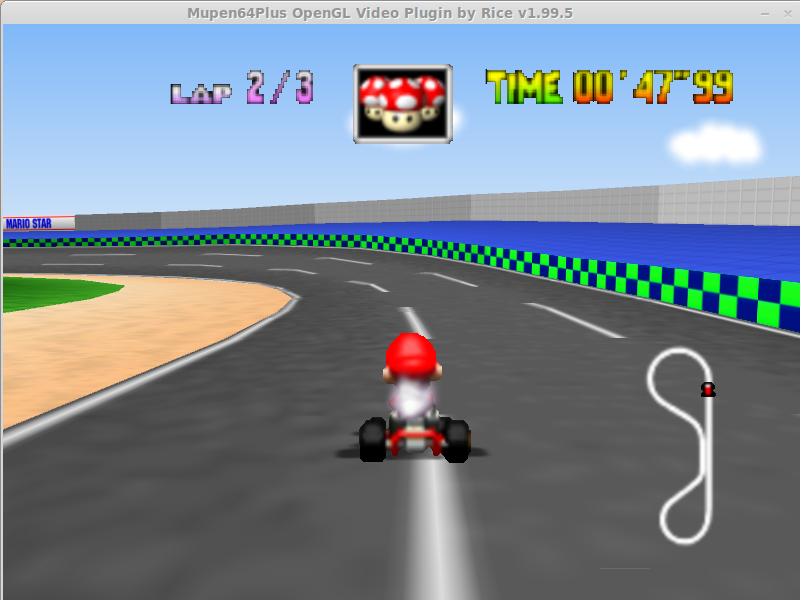 Mupen64Plus OpenGL Video Plugin by Rice v1.99.5
LAP 2/3
TIME 00'47"99
MARIO STAR